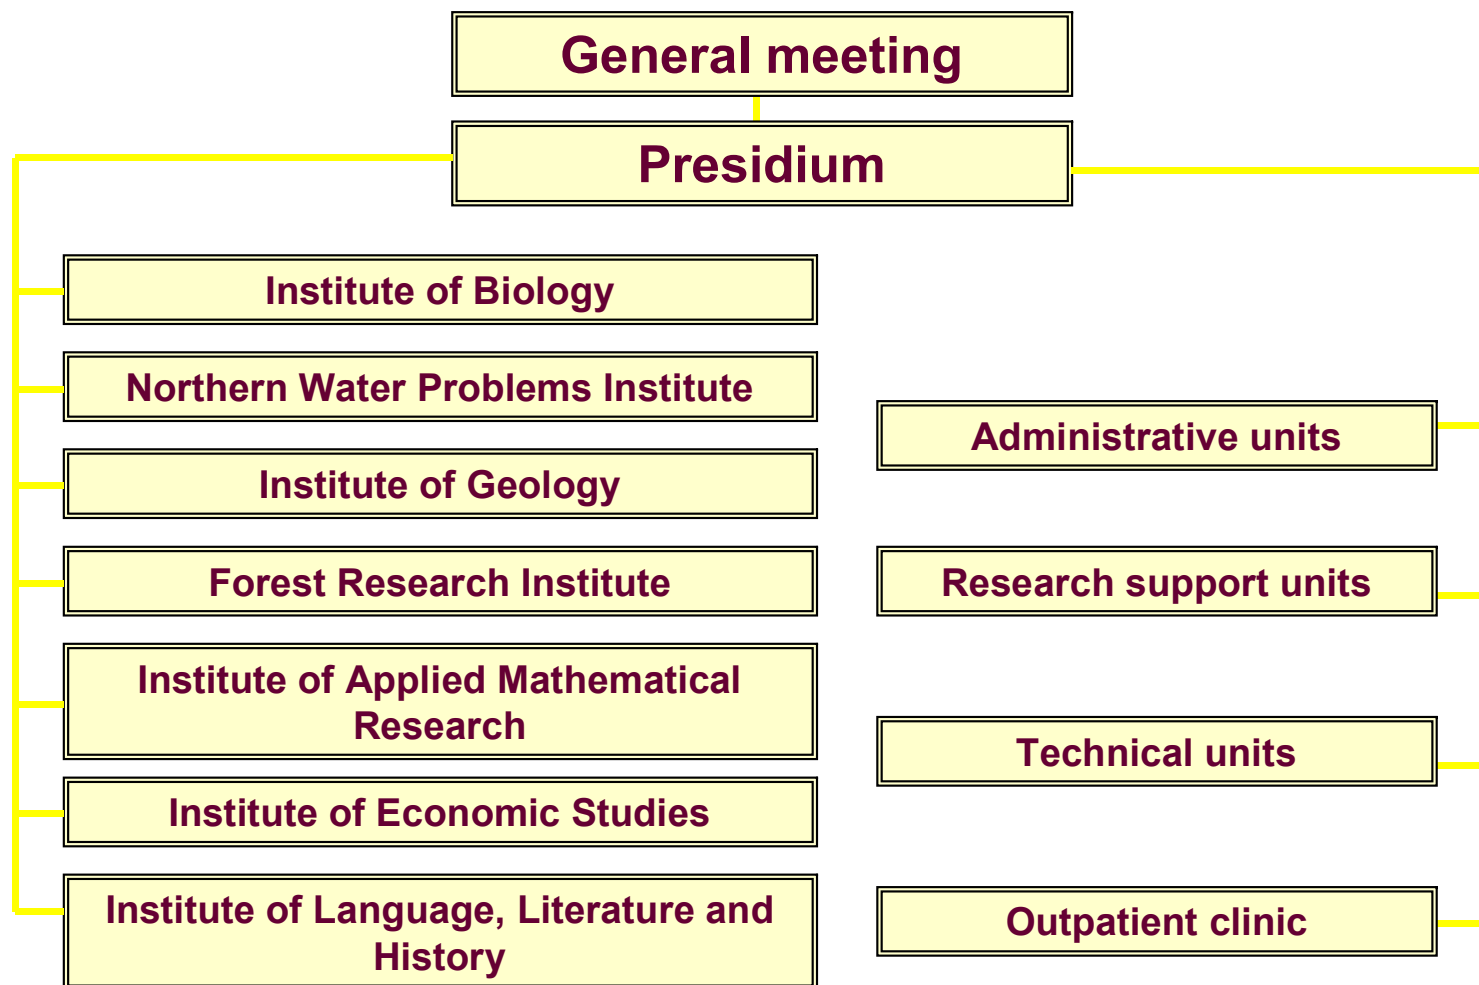 General meeting
Presidium
Institute of Biology
Northern Water Problems Institute
Institute of Geology
Forest Research Institute
Institute of Applied Mathematical
Research
Institute of Economic Studies
Institute of Language, Literature and
History
Administrative units
Research support units
Technical units
Outpatient clinic